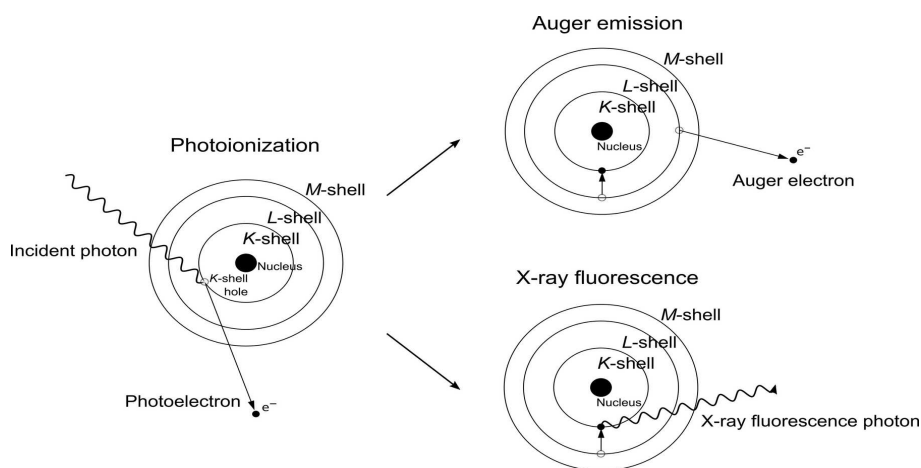 Photoionization
M-shell
L-shell
K-shell
Nucleus
Incident photon
K-shell
hole
Photoelectron
e⁻
Auger emission
M-shell
L-shell
K-shell
Nucleus
e⁻
Auger electron
X-ray fluorescence
M-shell
L-shell
K-shell
Nucleus
X-ray fluorescence photon